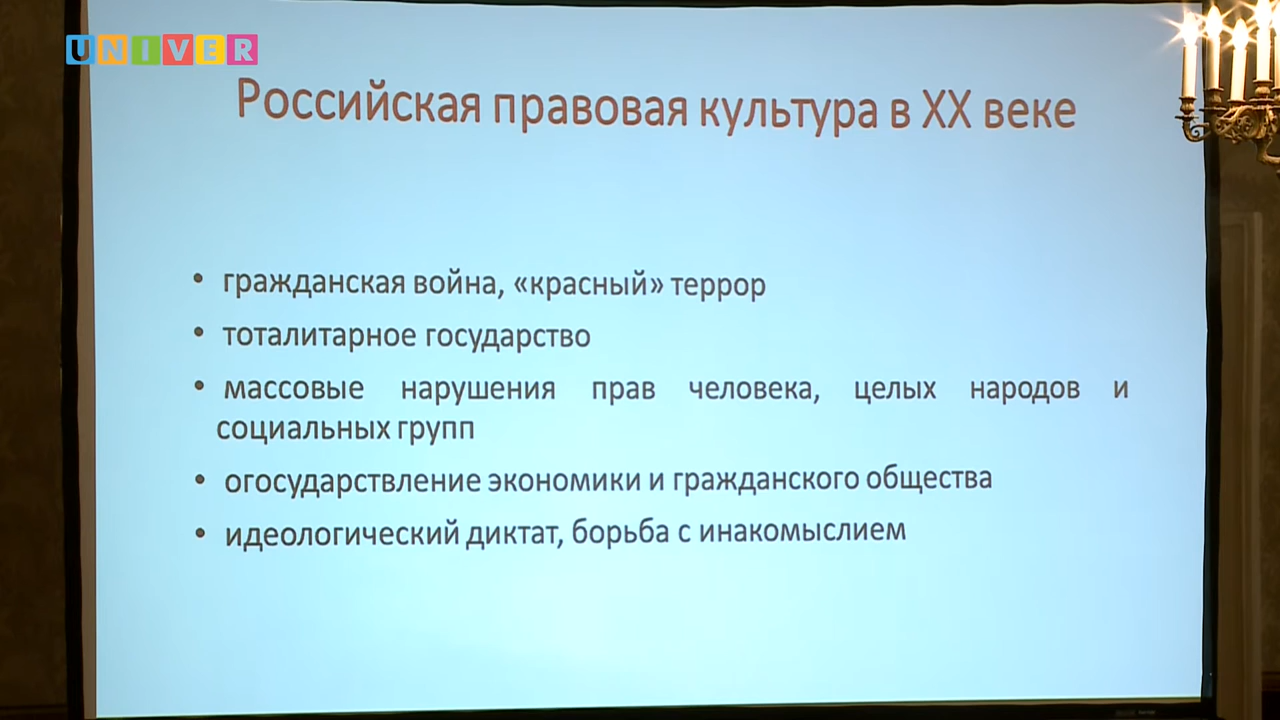 UNIVER
Российская правовая культура в XX веке
• гражданская война, «красный» террор
• тоталитарное государство
• массовые нарушения прав человека, целых народов и
социальных групп
• огосударствление экономики и гражданского общества
• идеологический диктат, борьба с инакомыслием